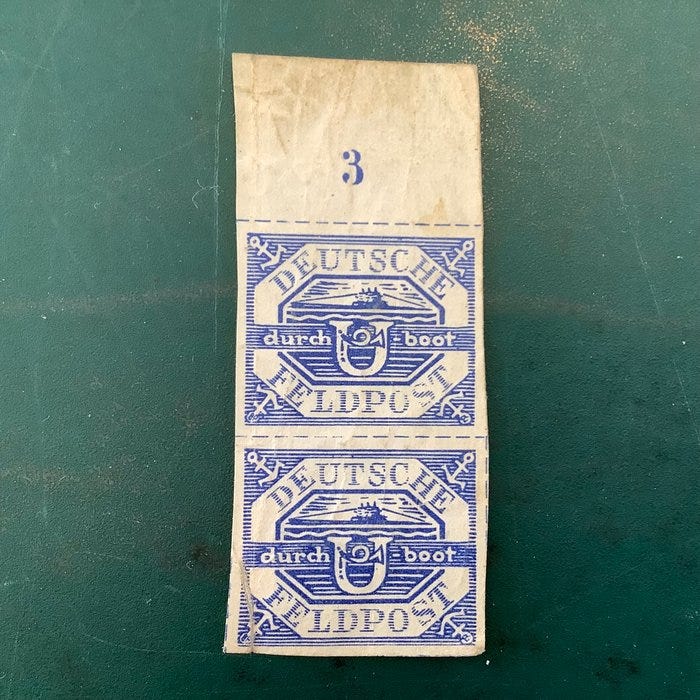 3
DEUTSCHE
durch U-boot
FELDPOST
DEUTSCHE
durch U-boot
FELDPOST